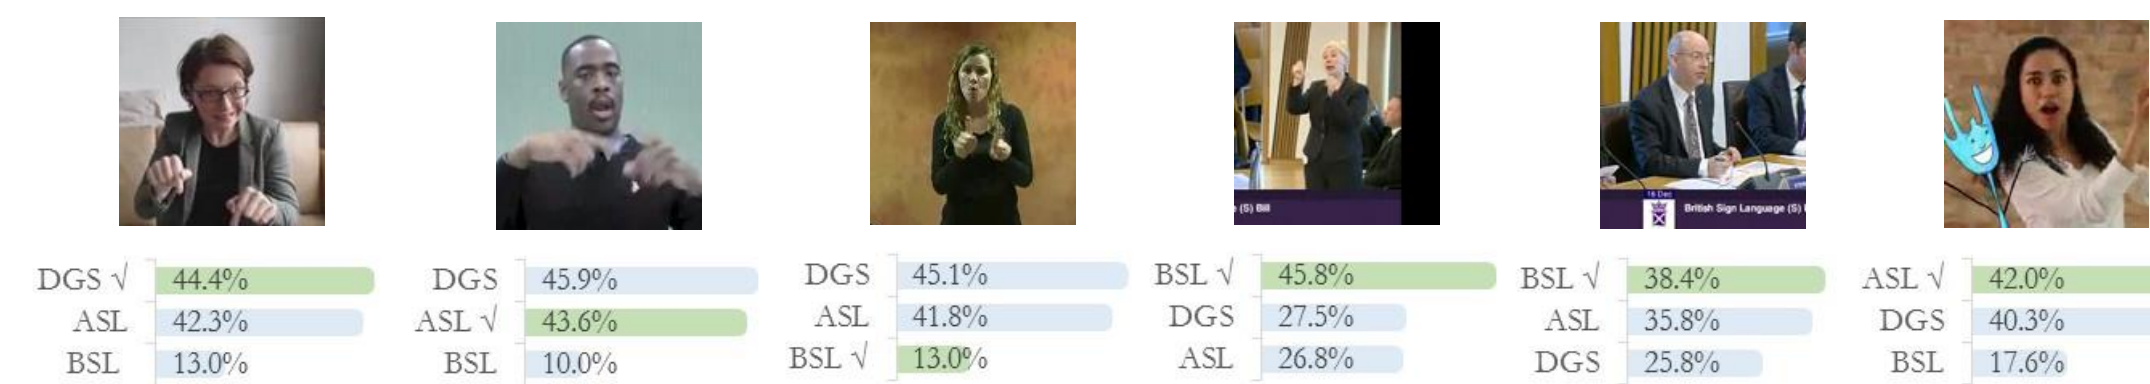 e (S) Bill
16 Dec
British Sign Language (S)
DGS √ 44.4%
ASL 42.3%
BSL 13.0%
DGS 45.9%
ASL √ 43.6%
BSL 10.0%
DGS 45.1%
ASL 41.8%
BSL √ 13.0%
BSL √ 45.8%
DGS 27.5%
ASL 26.8%
BSL √ 38.4%
ASL 35.8%
DGS 25.8%
ASL √ 42.0%
DGS 40.3%
BSL 17.6%